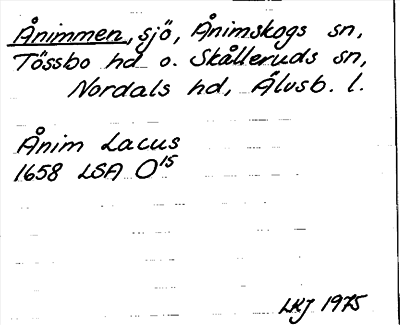 Ånimmen, sjö, Ånimskogs sn,
Tössbo hd o. Skålleruds sn,
Nordals hd, Älvsb. l.
Ånim Lacus
1658 LSA O15
LKJ 1975